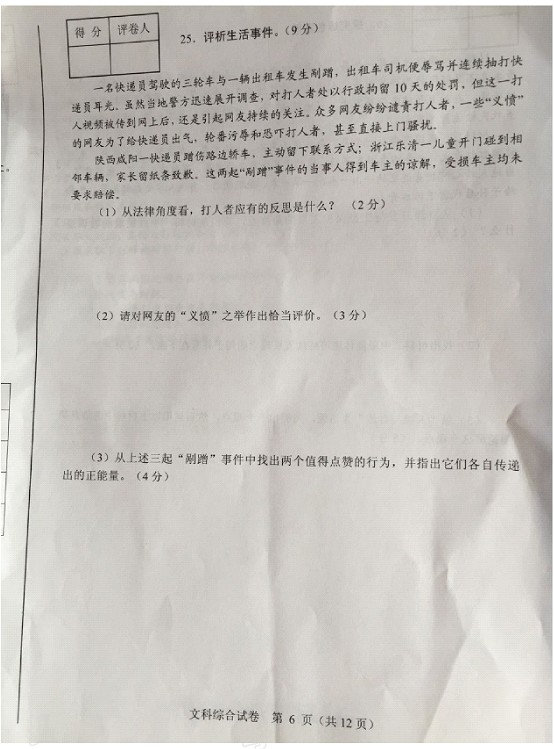 得 分 评卷人
25. 评析生活事件。(9 分)
一名快递员驾驶的三轮车与一辆出租车发生剐蹭，出租车司机便辱骂并连续抽打快
递员耳光。虽然当地警方迅速展开调查，对打人者处以行政拘留 10 天的处罚，但这一打
人视频被传到网上后，还是引起网友持续的关注。众多网友纷纷谴责打人者，一些“义愤”
的网友为了给快递员出气，轮番污辱和恐吓打人者，甚至直接上门骚扰。
陕西咸阳一快递员蹭伤路边轿车，主动留下联系方式；浙江乐清一儿童开门碰到相
邻车辆，家长留纸条致歉。这两起“剐蹭”事件的当事人得到车主的谅解，受损车主均未
要求赔偿。
(1) 从法律角度看，打人者应有的反思是什么？ (2 分)
(2) 请对网友的“义愤”之举作出恰当评价。(3 分)
(3) 从上述三起“剐蹭”事件中找出两个值得点赞的行为，并指出它们各自传递
出的正能量。(4 分)
文科综合试卷 第 6 页 (共 12 页)